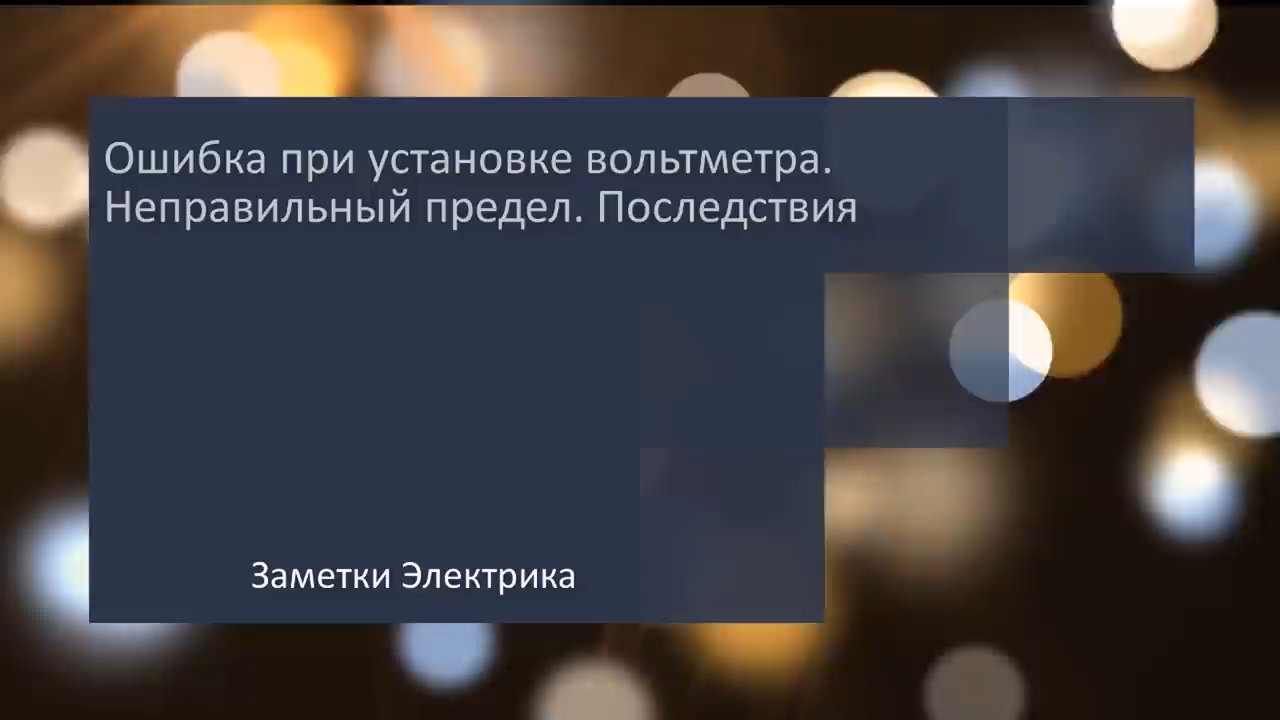 Ошибка при установке вольтметра.
Неправильный предел. Последствия
Заметки Электрика